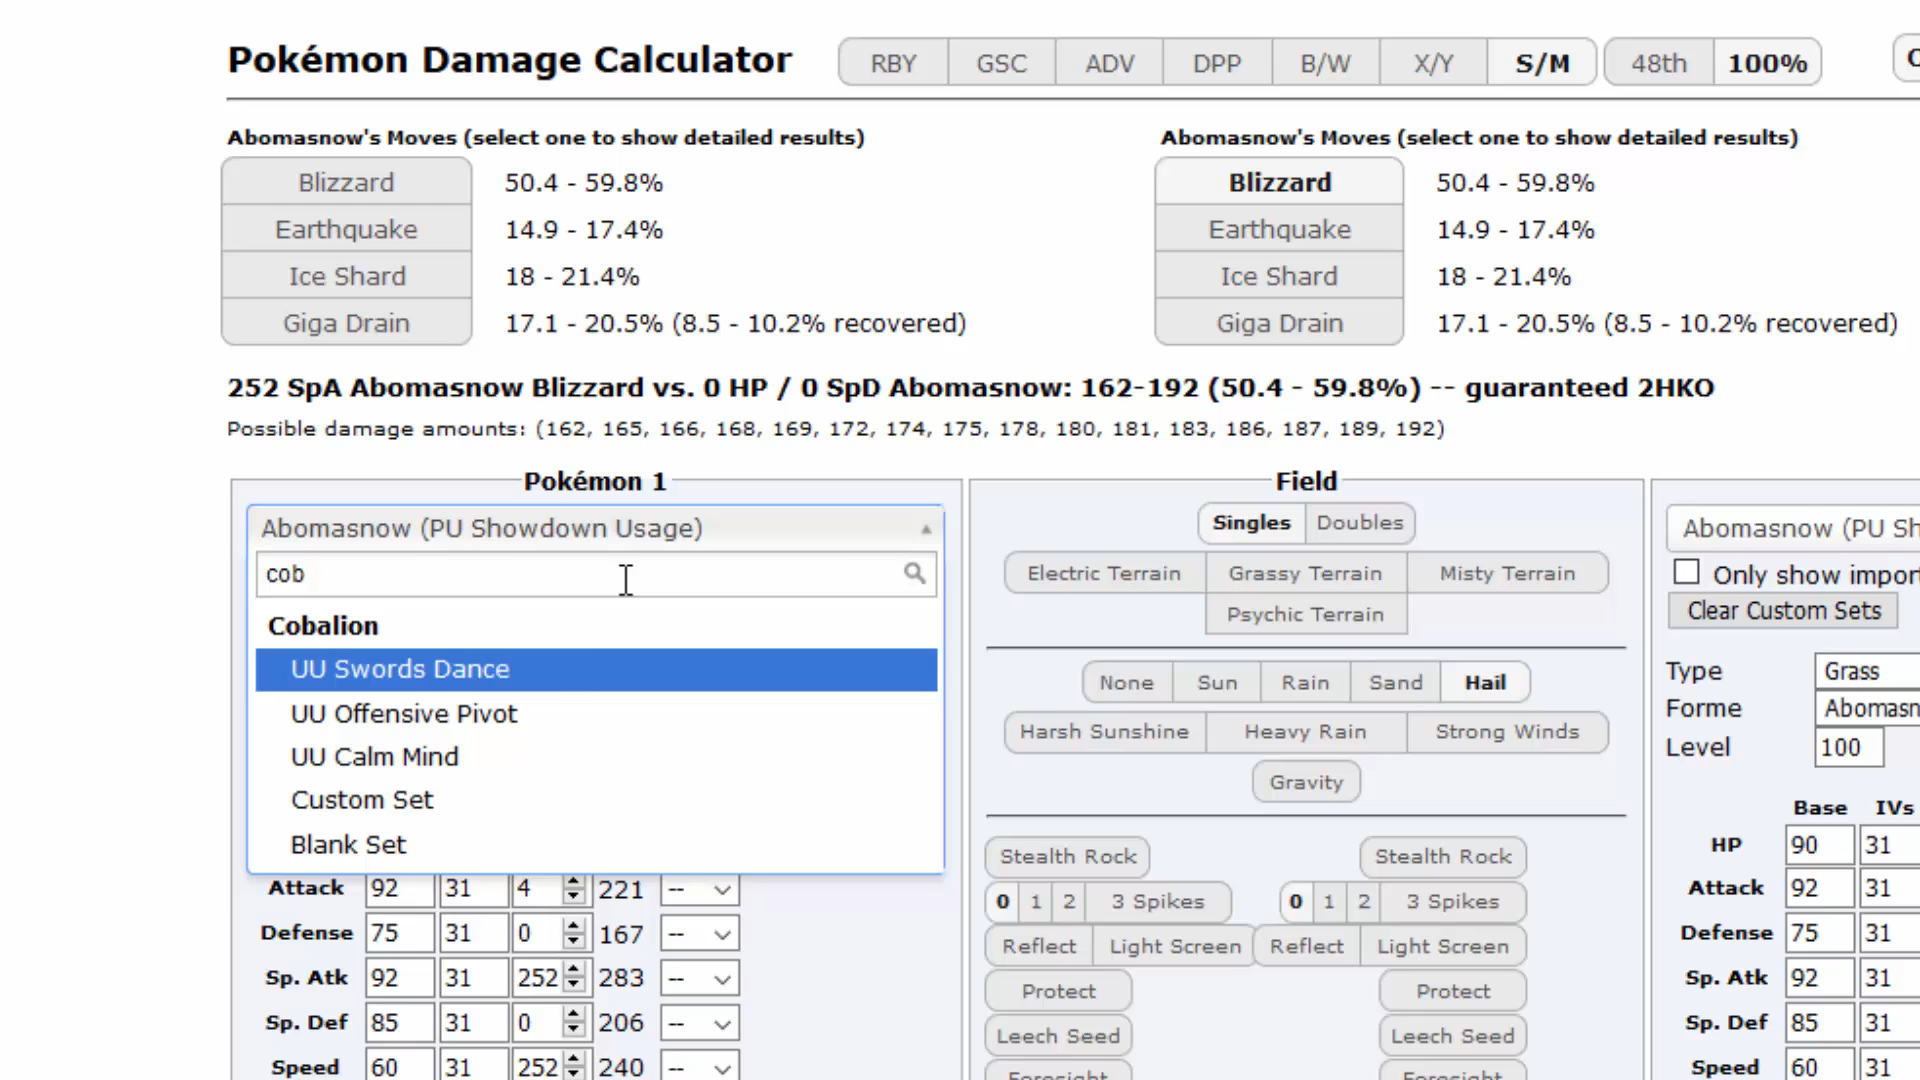 Pokémon Damage Calculator
RBY GSC ADV DPP B/W X/Y S/M 48th 100%
Abomasnow's Moves (select one to show detailed results)
Blizzard 50.4 - 59.8%
Earthquake 14.9 - 17.4%
Ice Shard 18 - 21.4%
Giga Drain 17.1 - 20.5% (8.5 - 10.2% recovered)
Abomasnow's Moves (select one to show detailed results)
Blizzard 50.4 - 59.8%
Earthquake 14.9 - 17.4%
Ice Shard 18 - 21.4%
Giga Drain 17.1 - 20.5% (8.5 - 10.2% recovered)
252 SpA Abomasnow Blizzard vs. 0 HP / 0 SpD Abomasnow: 162-192 (50.4 - 59.8%) -- guaranteed 2HKO
Possible damage amounts: (162, 165, 166, 168, 169, 172, 174, 175, 178, 180, 181, 183, 186, 187, 189, 192)
Pokémon 1
Abomasnow (PU Showdown Usage)
cob
Cobalion
UU Swords Dance
UU Offensive Pivot
UU Calm Mind
Custom Set
Blank Set
Attack 92 31 4 221 --
Defense 75 31 0 167 --
Sp. Atk 92 31 252 283 --
Sp. Def 85 31 0 206 --
Speed 60 31 252 240 --
Field
Singles Doubles
Electric Terrain Grassy Terrain Misty Terrain
Psychic Terrain
None Sun Rain Sand Hail
Harsh Sunshine Heavy Rain Strong Winds
Gravity
Stealth Rock Stealth Rock
0 1 2 3 Spikes 0 1 2 3 Spikes
Reflect Light Screen Reflect Light Screen
Protect Protect
Leech Seed Leech Seed
Foresight Foresight
Abomasnow (PU Sh
Only show import
Clear Custom Sets
Type Grass
Forme Abomasn
Level 100
Base IVs
HP 90 31
Attack 92 31
Defense 75 31
Sp. Atk 92 31
Sp. Def 85 31
Speed 60 31